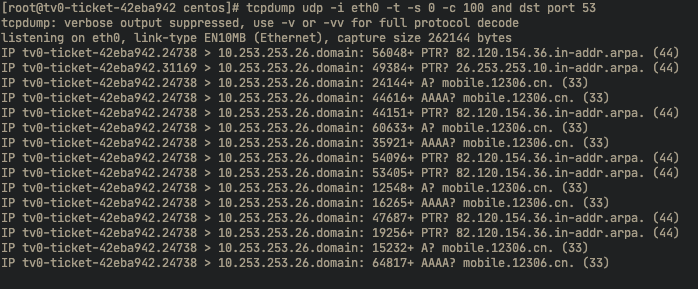 [root@tv0-ticket-42eba942 centos]# tcpdump udp -i eth0 -t -s 0 -c 100 and dst port 53
tcpdump: verbose output suppressed, use -v or -vv for full protocol decode
listening on eth0, link-type EN10MB (Ethernet), capture size 262144 bytes
IP tv0-ticket-42eba942.24738 > 10.253.253.26.domain: 56048+ PTR? 82.120.154.36.in-addr.arpa. (44)
IP tv0-ticket-42eba942.31169 > 10.253.253.26.domain: 49384+ PTR? 26.253.253.10.in-addr.arpa. (44)
IP tv0-ticket-42eba942.24738 > 10.253.253.26.domain: 24144+ A? mobile.12306.cn. (33)
IP tv0-ticket-42eba942.24738 > 10.253.253.26.domain: 44616+ AAAA? mobile.12306.cn. (33)
IP tv0-ticket-42eba942.24738 > 10.253.253.26.domain: 44151+ PTR? 82.120.154.36.in-addr.arpa. (44)
IP tv0-ticket-42eba942.24738 > 10.253.253.26.domain: 60633+ A? mobile.12306.cn. (33)
IP tv0-ticket-42eba942.24738 > 10.253.253.26.domain: 35921+ AAAA? mobile.12306.cn. (33)
IP tv0-ticket-42eba942.24738 > 10.253.253.26.domain: 54096+ PTR? 82.120.154.36.in-addr.arpa. (44)
IP tv0-ticket-42eba942.24738 > 10.253.253.26.domain: 53405+ PTR? 82.120.154.36.in-addr.arpa. (44)
IP tv0-ticket-42eba942.24738 > 10.253.253.26.domain: 12548+ A? mobile.12306.cn. (33)
IP tv0-ticket-42eba942.24738 > 10.253.253.26.domain: 16265+ AAAA? mobile.12306.cn. (33)
IP tv0-ticket-42eba942.24738 > 10.253.253.26.domain: 47687+ PTR? 82.120.154.36.in-addr.arpa. (44)
IP tv0-ticket-42eba942.24738 > 10.253.253.26.domain: 19256+ PTR? 82.120.154.36.in-addr.arpa. (44)
IP tv0-ticket-42eba942.24738 > 10.253.253.26.domain: 15232+ A? mobile.12306.cn. (33)
IP tv0-ticket-42eba942.24738 > 10.253.253.26.domain: 64817+ AAAA? mobile.12306.cn. (33)